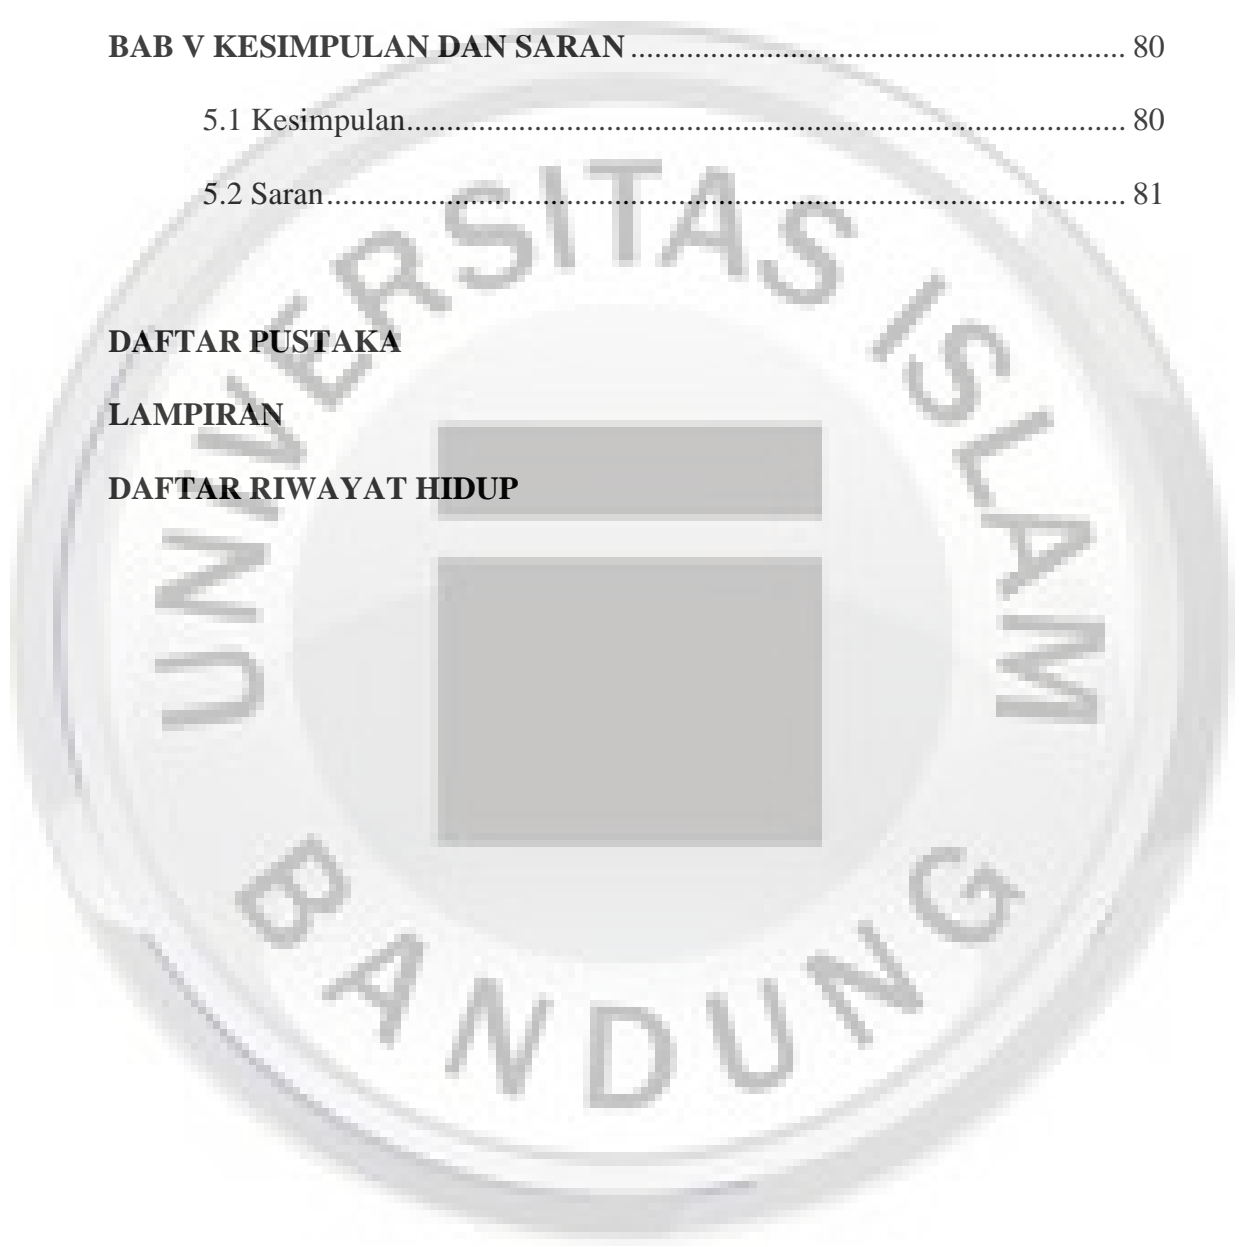 BAB V KESIMPULAN DAN SARAN ........................................................... 80
5.1 Kesimpulan .......................................................................................... 80
5.2 Saran .................................................................................................... 81
DAFTAR PUSTAKA
LAMPIRAN
DAFTAR RIWAYAT HIDUP
UNIVERSITAS ISLAM
BANDUNG